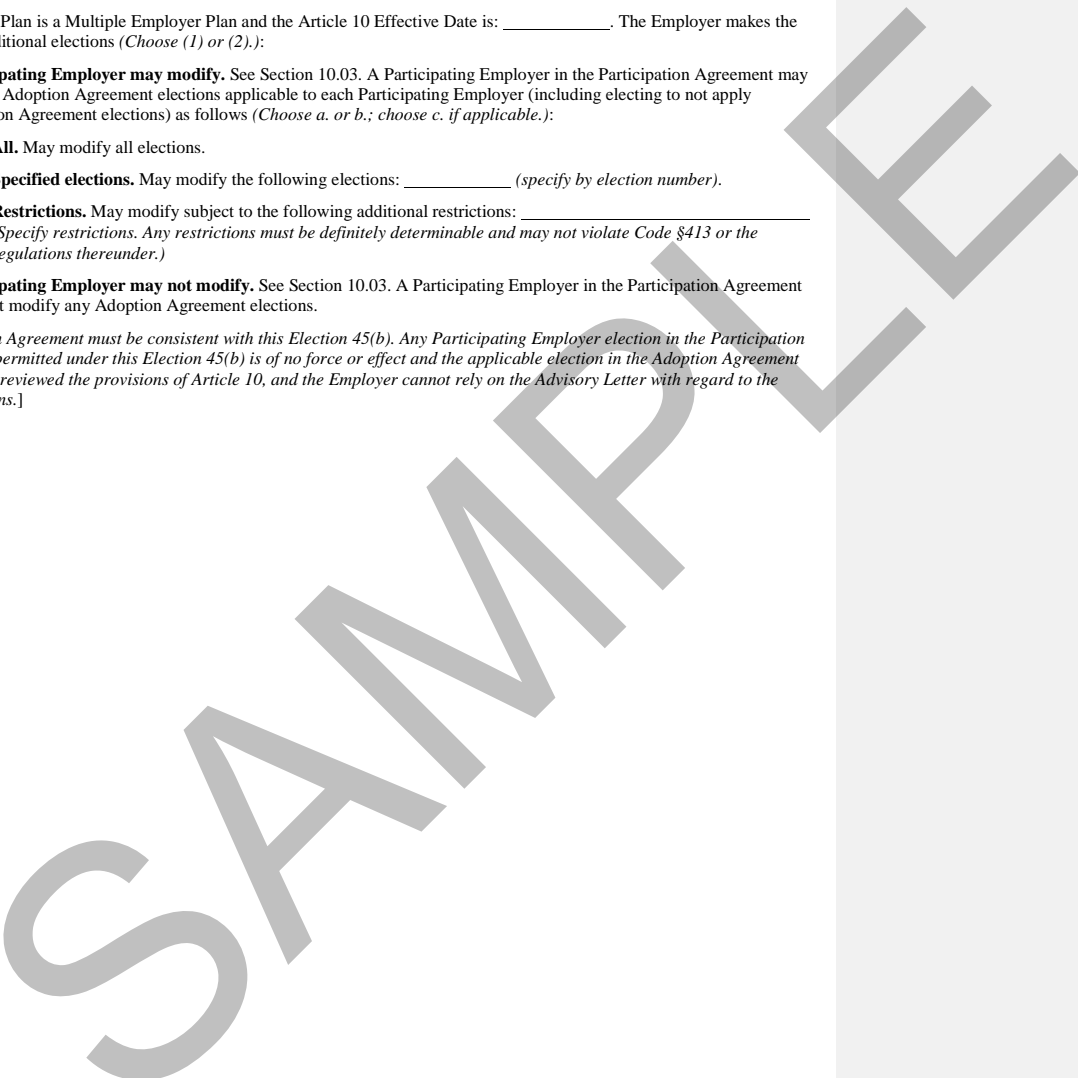 Plan is a Multiple Employer Plan and the Article 10 Effective Date is: ____________. The Employer makes the
ditional elections (Choose (1) or (2).):
pating Employer may modify. See Section 10.03. A Participating Employer in the Participation Agreement may
Adoption Agreement elections applicable to each Participating Employer (including electing to not apply
on Agreement elections) as follows (Choose a. or b.; choose c. if applicable.):
All. May modify all elections.
pecified elections. May modify the following elections: ____________ (specify by election number).
Restrictions. May modify subject to the following additional restrictions: ________________________________
Specify restrictions. Any restrictions must be definitely determinable and may not violate Code §413 or the
egulations thereunder.)
pating Employer may not modify. See Section 10.03. A Participating Employer in the Participation Agreement
t modify any Adoption Agreement elections.
n Agreement must be consistent with this Election 45(b). Any Participating Employer election in the Participation
permitted under this Election 45(b) is of no force or effect and the applicable election in the Adoption Agreement
reviewed the provisions of Article 10, and the Employer cannot rely on the Advisory Letter with regard to the
ns.]
SAMPLE